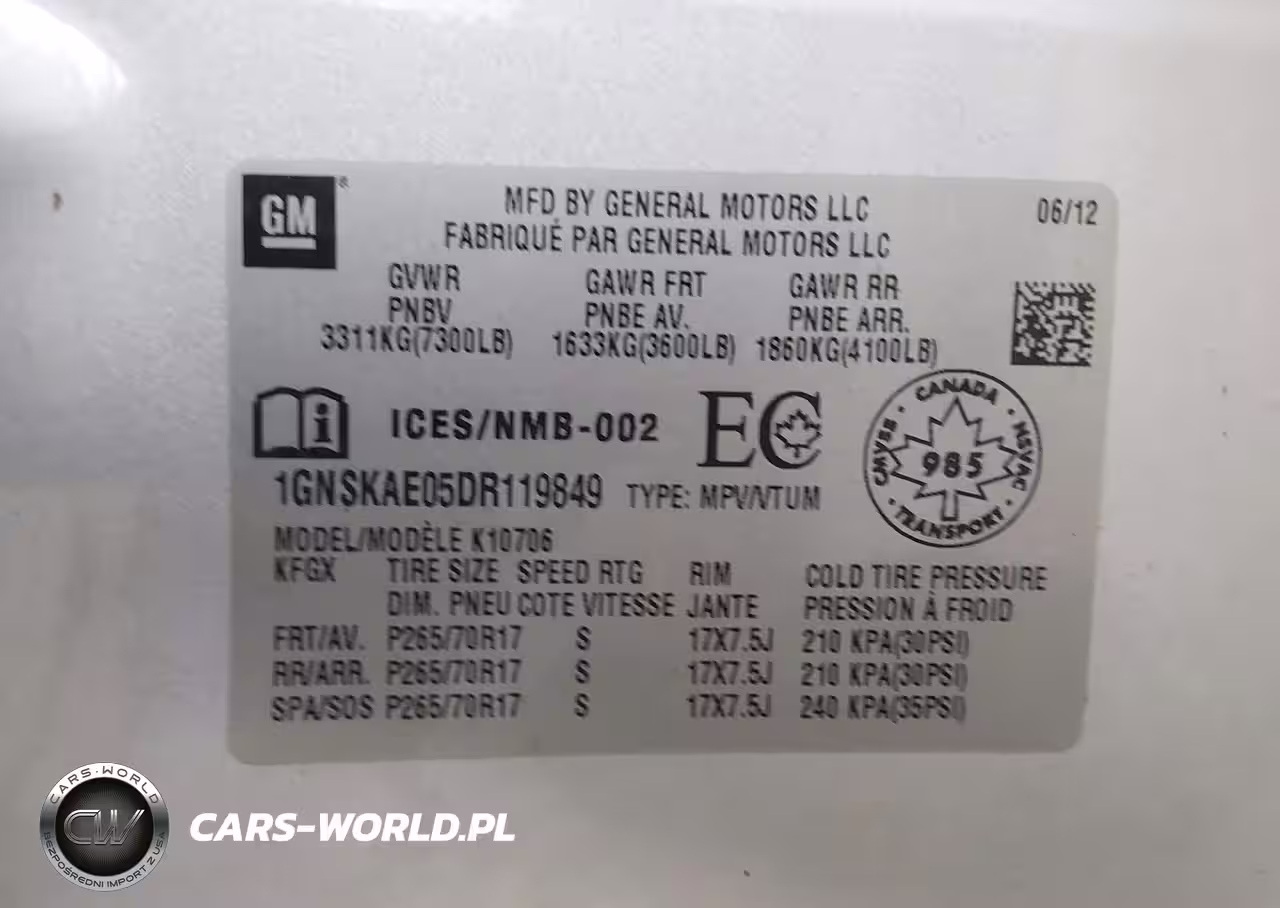 GM®
MFD BY GENERAL MOTORS LLC
06/12
FABRIQUÉ PAR GENERAL MOTORS LLC
GVWR GAWR FRT GAWR RR
PNBV PNBE AV. PNBE ARR.
3311KG(7300LB) 1633KG(3600LB) 1860KG(4100LB)
ICES/NMB-002
EC
CANADA
CMVSS · NSVAC
985
TRANSPORT
1GNSKAE05DR119849 TYPE: MPV/VTUM
MODEL/MODÈLE K10706
KFGX TIRE SIZE SPEED RTG RIM COLD TIRE PRESSURE
DIM. PNEU COTE VITESSE JANTE PRESSION À FROID
FRT/AV. P265/70R17 S 17X7.5J 210 KPA(30PSI)
RR/ARR. P265/70R17 S 17X7.5J 210 KPA(30PSI)
SPA/SOS P265/70R17 S 17X7.5J 240 KPA(35PSI)
CARS-WORLD
CW
BEZPOŚREDNI IMPORT Z USA
CARS-WORLD.PL